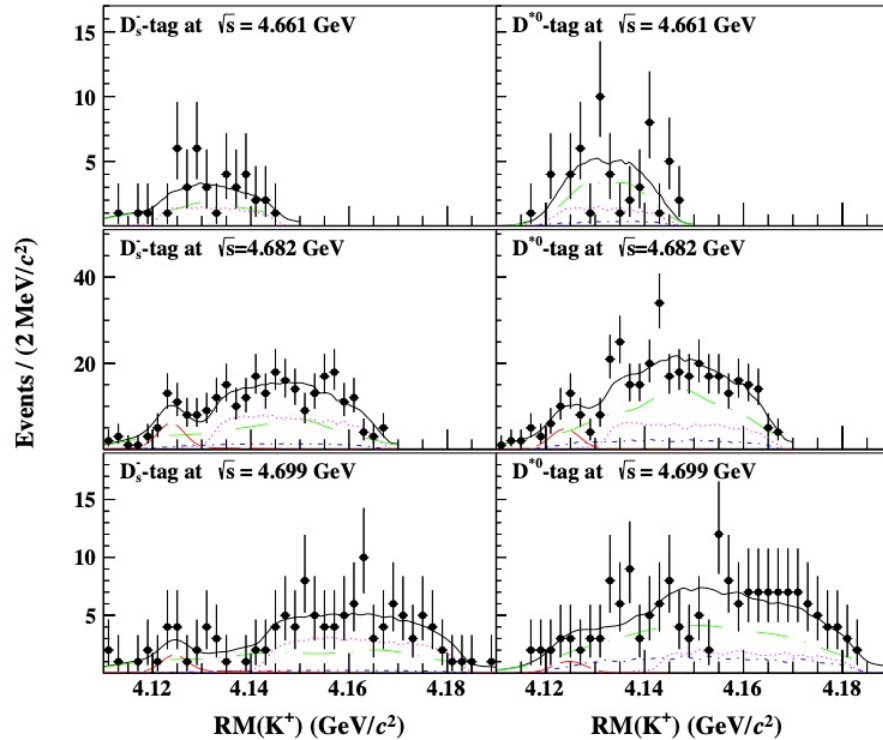 D_s^--tag at √s = 4.661 GeV
D*0-tag at √s = 4.661 GeV
15
10
5
D_s^--tag at √s=4.682 GeV
D*0-tag at √s=4.682 GeV
40
20
D_s^--tag at √s = 4.699 GeV
D*0-tag at √s = 4.699 GeV
15
10
5
Events / (2 MeV/c²)
4.12 4.14 4.16 4.18 4.12 4.14 4.16 4.18
RM(K⁺) (GeV/c²) RM(K⁺) (GeV/c²)